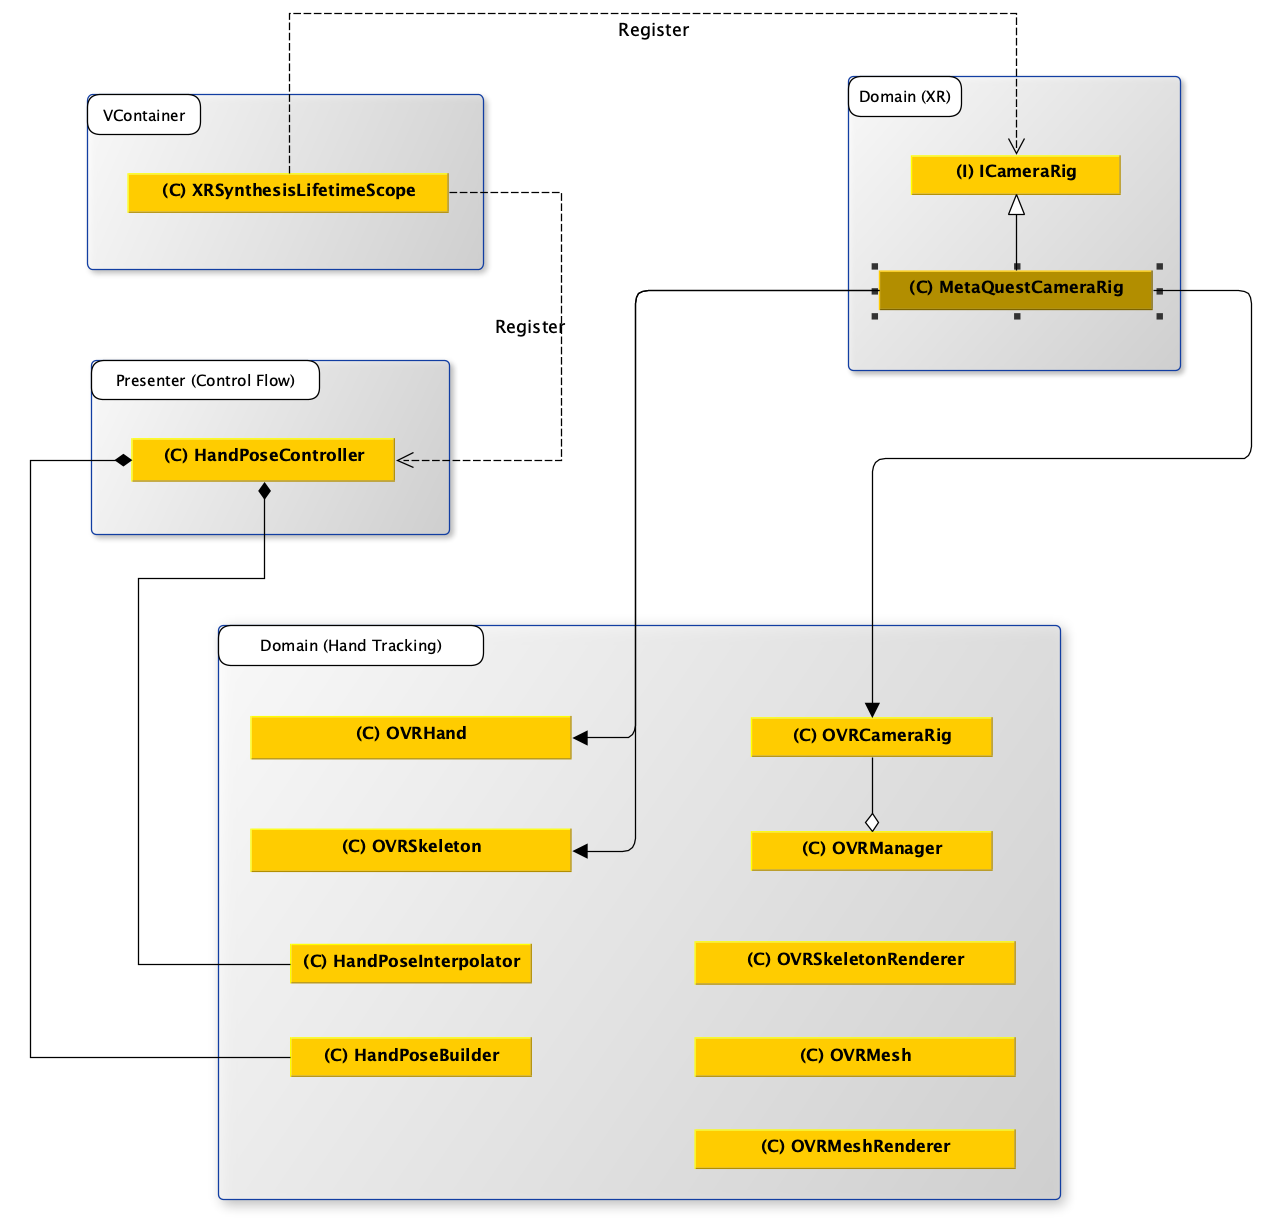 Register
VContainer
(C) XRSynthesisLifetimeScope
Domain (XR)
(I) ICameraRig
(C) MetaQuestCameraRig
Register
Presenter (Control Flow)
(C) HandPoseController
Domain (Hand Tracking)
(C) OVRHand
(C) OVRCameraRig
(C) OVRSkeleton
(C) OVRManager
(C) HandPoseInterpolator
(C) OVRSkeletonRenderer
(C) HandPoseBuilder
(C) OVRMesh
(C) OVRMeshRenderer